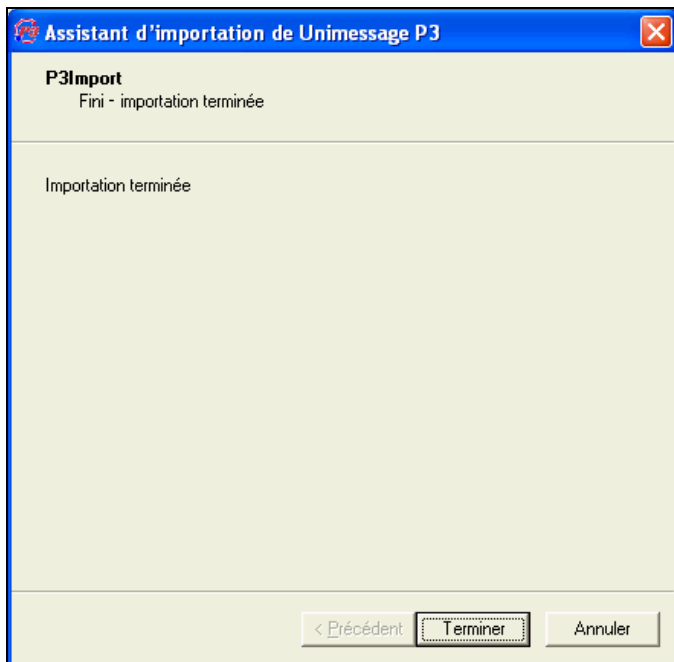 Assistant d'importation de Unimessage P3
P3Import
Fini - importation terminée
Importation terminée
< Précédent Terminer Annuler